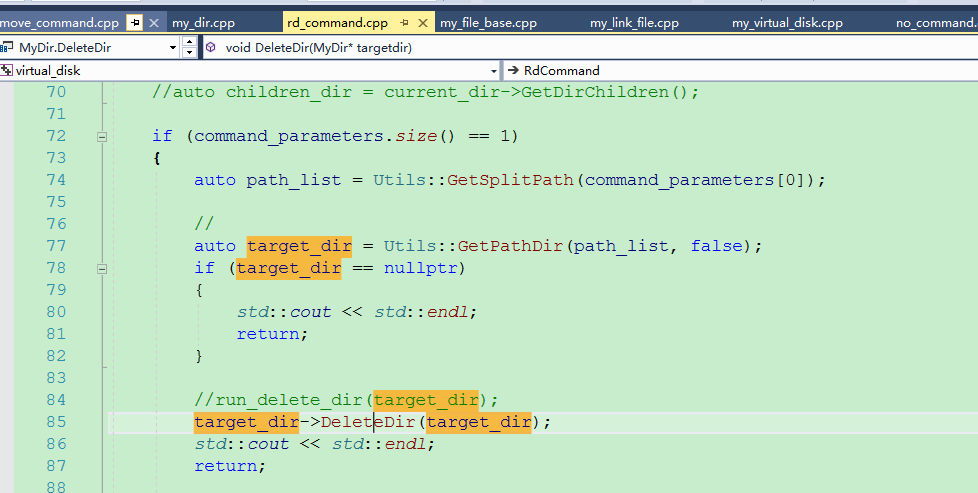 move_command.cpp my_dir.cpp rd_command.cpp my_file_base.cpp my_link_file.cpp my_virtual_disk.cpp no_command.
MyDir.DeleteDir void DeleteDir(MyDir* targetdir)
virtual_disk RdCommand
70 //auto children_dir = current_dir->GetDirChildren();
71
72 if (command_parameters.size() == 1)
73 {
74 auto path_list = Utils::GetSplitPath(command_parameters[0]);
75
76 //
77 auto target_dir = Utils::GetPathDir(path_list, false);
78 if (target_dir == nullptr)
79 {
80 std::cout << std::endl;
81 return;
82 }
83
84 //run_delete_dir(target_dir);
85 target_dir->DeleteDir(target_dir);
86 std::cout << std::endl;
87 return;
88